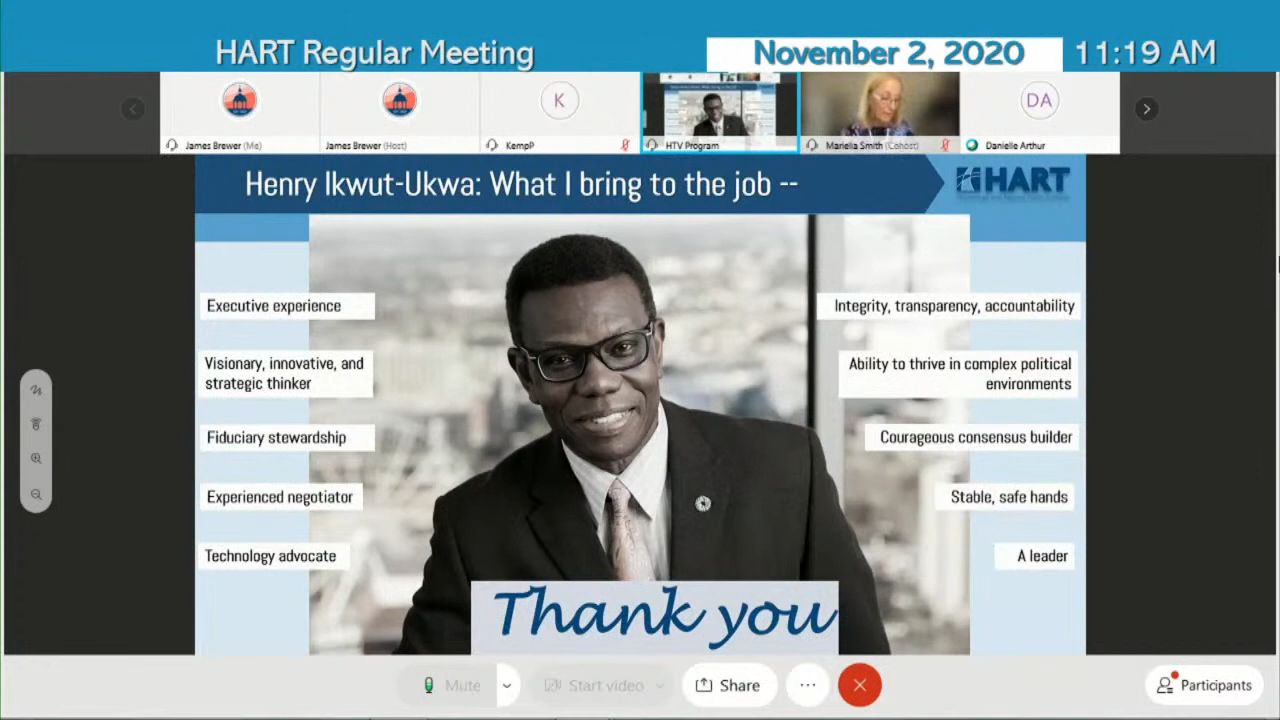 HART Regular Meeting
November 2, 2020
11:19 AM
K
DA
James Brewer (Me)
James Brewer (Host)
KempP
HTV Program
Mariella Smith (Cohost)
Danielle Arthur
Henry Ikwut-Ukwa: What I bring to the job --
HART
Executive experience
Visionary, innovative, and
strategic thinker
Fiduciary stewardship
Experienced negotiator
Technology advocate
Integrity, transparency, accountability
Ability to thrive in complex political
environments
Courageous consensus builder
Stable, safe hands
A leader
Thank you
Mute
Start video
Share
Participants